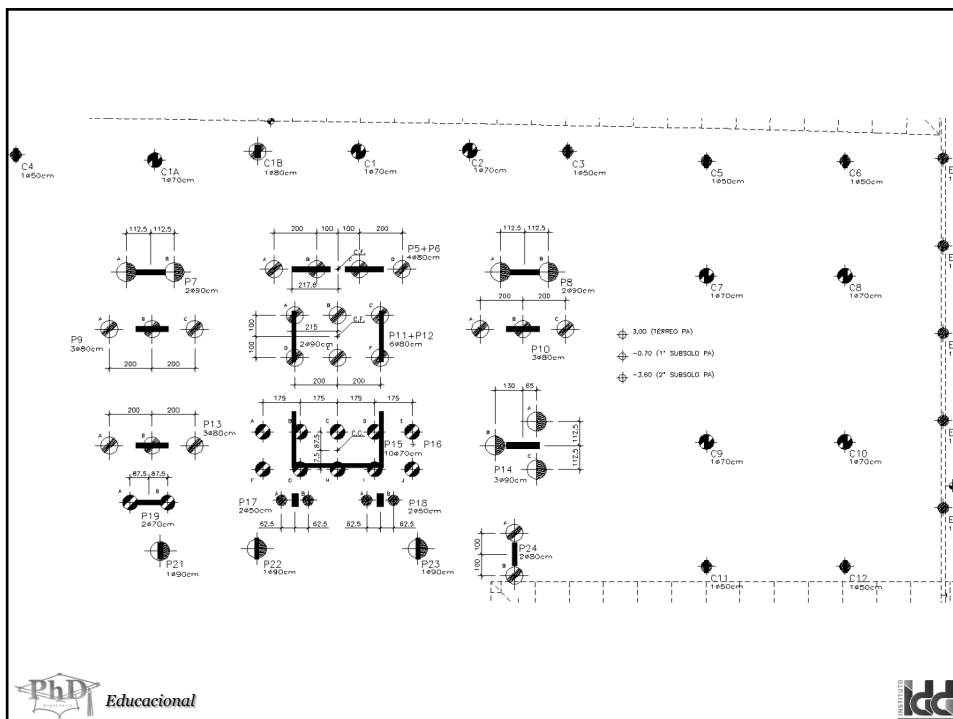 C4
1ø50cm
C1A
1ø70cm
C1B
1ø80cm
C1
1ø70cm
C2
1ø70cm
C3
1ø50cm
C5
1ø50cm
C6
1ø50cm
112.5 112.5
A B
P7
2ø90cm
200 100 100 200
C.F.
A B C D
P5+P6
4ø80cm
217.6
112.5 112.5
A B
P8
2ø90cm
C7
1ø70cm
C8
1ø70cm
A B C
P9
3ø80cm
200 200
A B C
100
215
C.F.
2ø90cm
P11+P12
6ø80cm
100
D E F
200 200
200 200
A B C
P10
3ø80cm
3,00 (TÉRREO PA)
-0.70 (1° SUBSOLO PA)
-3.60 (2° SUBSOLO PA)
200 200
A B C
P13
3ø80cm
175 175 175 175
A B C D E
87.5
C.C.
P15 + P16
10ø70cm
F G H I J
130 65
A
B
C
112.5
112.5
P14
3ø90cm
C9
1ø70cm
C10
1ø70cm
87.5 87.5
A B
P19
2ø70cm
P17
2ø50cm
A B
62.5 62.5
P18
2ø50cm
A B
62.5 62.5
P21
1ø90cm
P22
1ø90cm
P23
1ø90cm
A
100
100
B
P24
2ø80cm
C11
1ø50cm
C12
1ø50cm
PhD
Engenharia
Educacional
INSTITUTO
idd